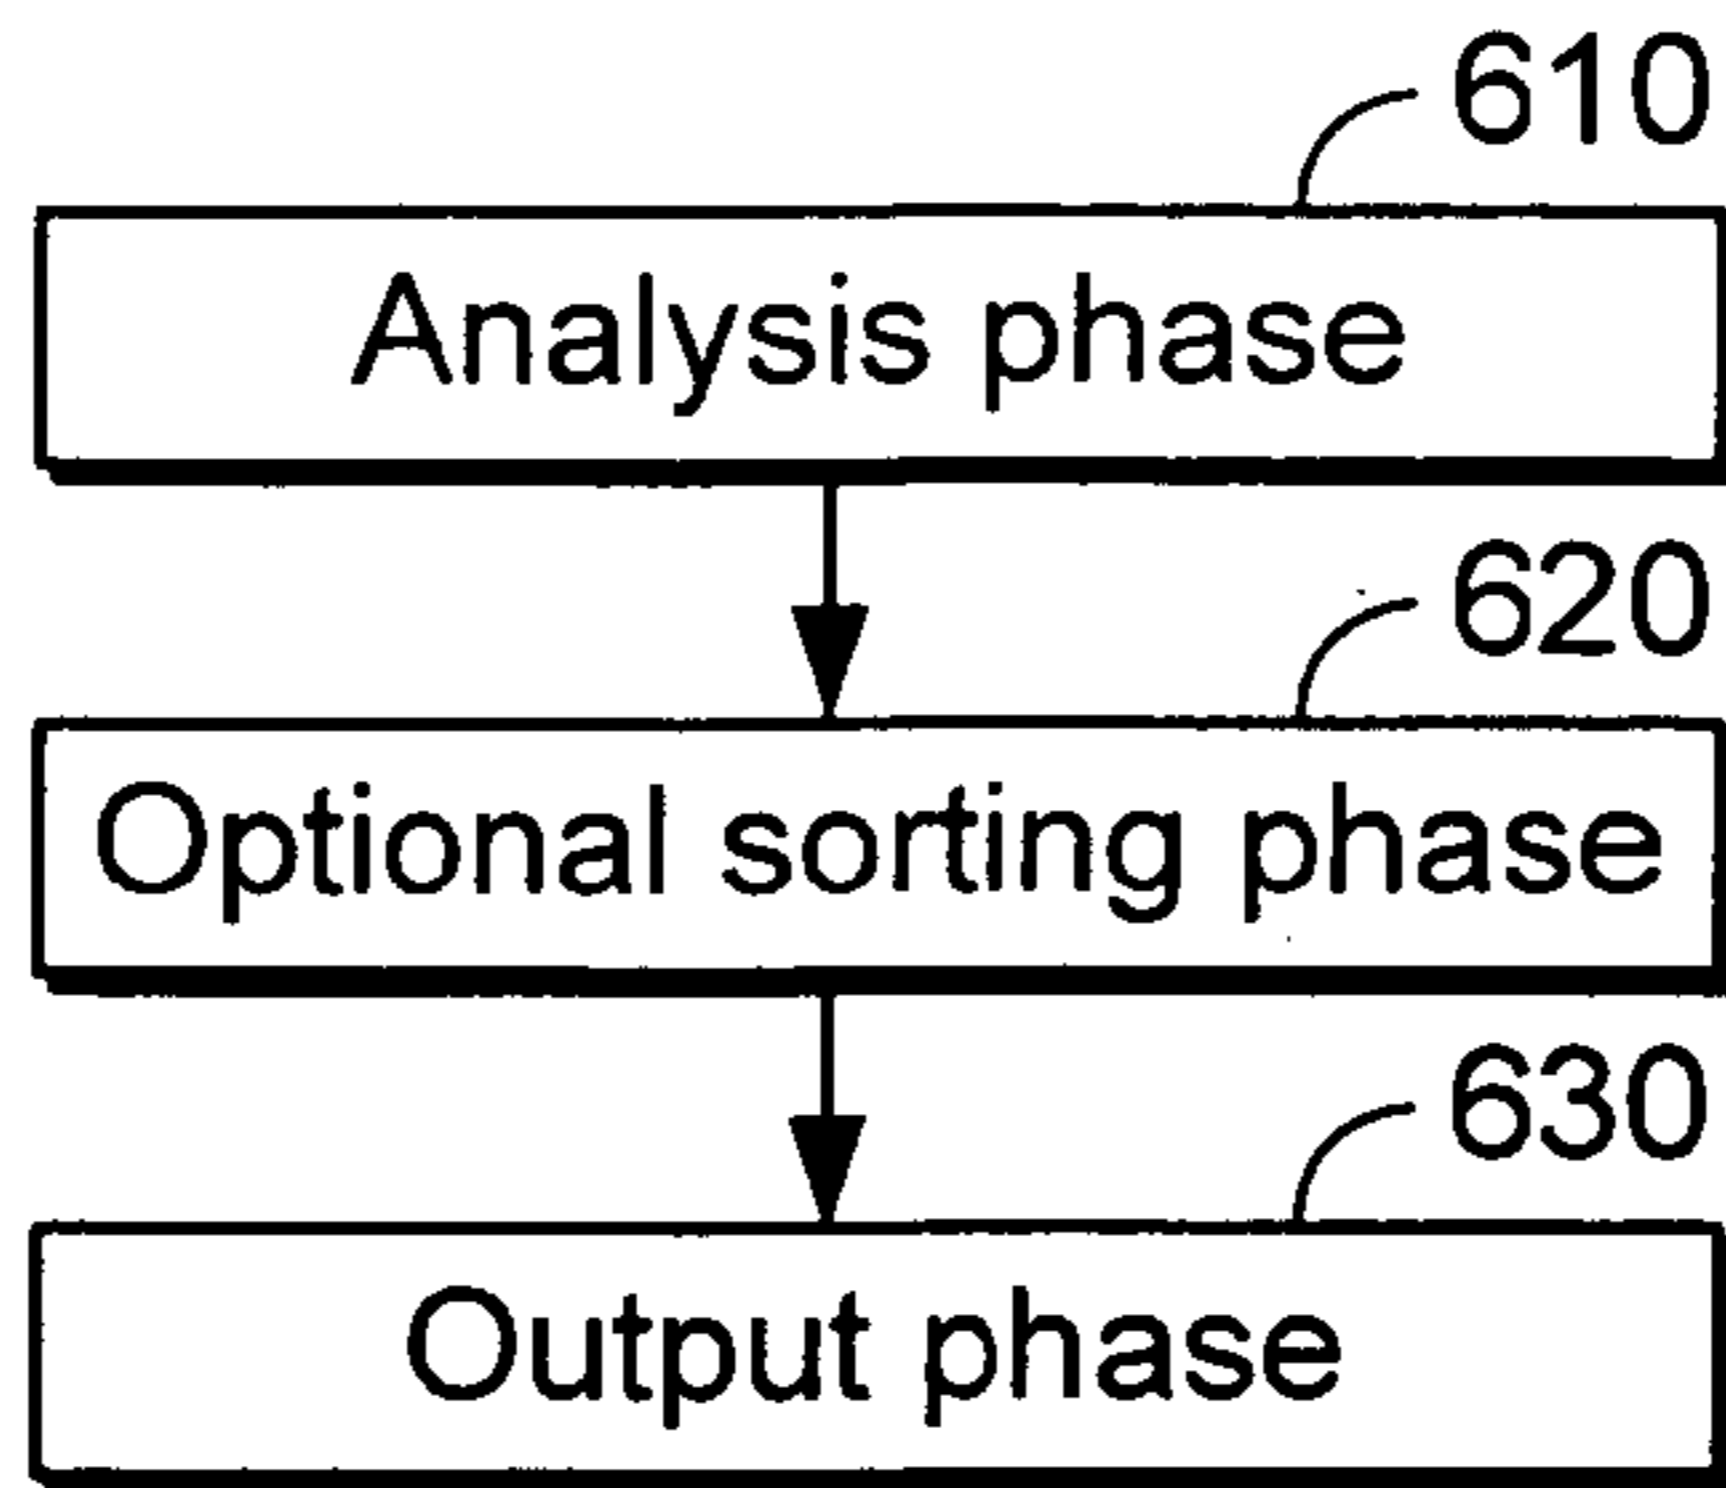 610
Analysis phase
620
Optional sorting phase
630
Output phase